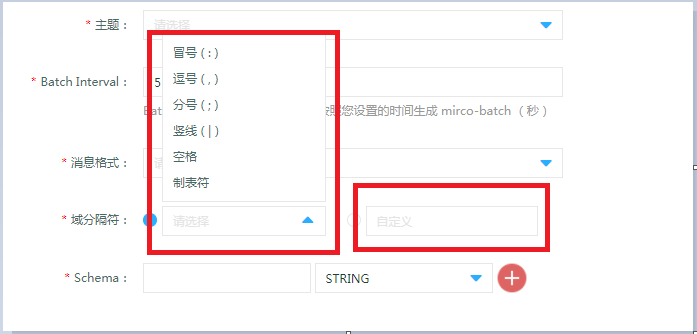 * 主题： 请选择
冒号 ( : )
* Batch Interval： 5
逗号 ( , )
分号 ( ; )
Bat 按照您设置的时间生成 mirco-batch （ 秒 ）
竖线 ( | )
空格
* 消息格式：
制表符
* 域分隔符： 请选择 自定义
* Schema： STRING